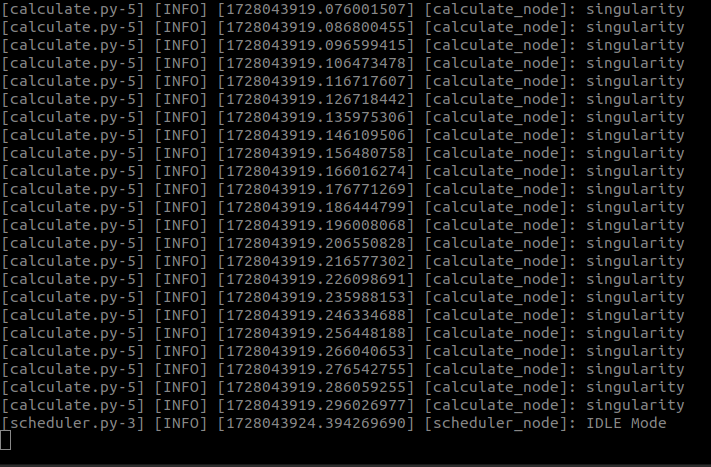 [calculate.py-5] [INFO] [1728043919.076001507] [calculate_node]: singularity
[calculate.py-5] [INFO] [1728043919.086800455] [calculate_node]: singularity
[calculate.py-5] [INFO] [1728043919.096599415] [calculate_node]: singularity
[calculate.py-5] [INFO] [1728043919.106473478] [calculate_node]: singularity
[calculate.py-5] [INFO] [1728043919.116717607] [calculate_node]: singularity
[calculate.py-5] [INFO] [1728043919.126718442] [calculate_node]: singularity
[calculate.py-5] [INFO] [1728043919.135975306] [calculate_node]: singularity
[calculate.py-5] [INFO] [1728043919.146109506] [calculate_node]: singularity
[calculate.py-5] [INFO] [1728043919.156480758] [calculate_node]: singularity
[calculate.py-5] [INFO] [1728043919.166016274] [calculate_node]: singularity
[calculate.py-5] [INFO] [1728043919.176771269] [calculate_node]: singularity
[calculate.py-5] [INFO] [1728043919.186444799] [calculate_node]: singularity
[calculate.py-5] [INFO] [1728043919.196008068] [calculate_node]: singularity
[calculate.py-5] [INFO] [1728043919.206550828] [calculate_node]: singularity
[calculate.py-5] [INFO] [1728043919.216577302] [calculate_node]: singularity
[calculate.py-5] [INFO] [1728043919.226098691] [calculate_node]: singularity
[calculate.py-5] [INFO] [1728043919.235988153] [calculate_node]: singularity
[calculate.py-5] [INFO] [1728043919.246334688] [calculate_node]: singularity
[calculate.py-5] [INFO] [1728043919.256448188] [calculate_node]: singularity
[calculate.py-5] [INFO] [1728043919.266040653] [calculate_node]: singularity
[calculate.py-5] [INFO] [1728043919.276542755] [calculate_node]: singularity
[calculate.py-5] [INFO] [1728043919.286059255] [calculate_node]: singularity
[calculate.py-5] [INFO] [1728043919.296026977] [calculate_node]: singularity
[scheduler.py-3] [INFO] [1728043924.394269690] [scheduler_node]: IDLE Mode